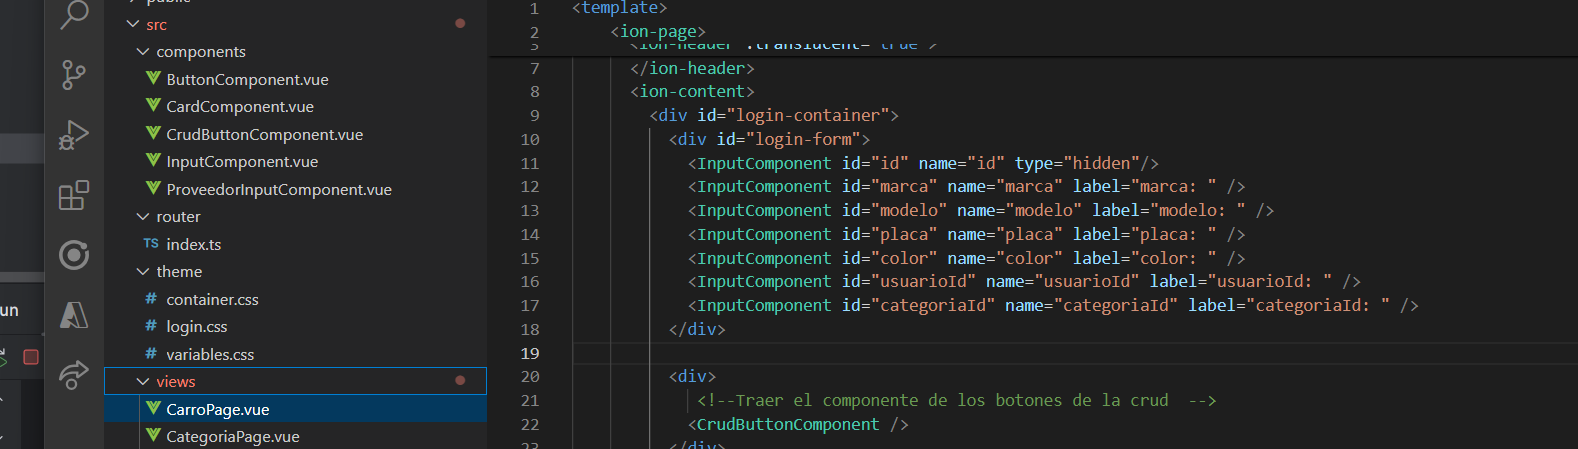 public
src
components
ButtonComponent.vue
CardComponent.vue
CrudButtonComponent.vue
InputComponent.vue
ProveedorInputComponent.vue
router
TS index.ts
theme
# container.css
# login.css
# variables.css
views
CarroPage.vue
CategoriaPage.vue
un
1 <template>
2 <ion-page>
3 <ion-header :translucent="true">
7 </ion-header>
8 <ion-content>
9 <div id="login-container">
10 <div id="login-form">
11 <InputComponent id="id" name="id" type="hidden"/>
12 <InputComponent id="marca" name="marca" label="marca: " />
13 <InputComponent id="modelo" name="modelo" label="modelo: " />
14 <InputComponent id="placa" name="placa" label="placa: " />
15 <InputComponent id="color" name="color" label="color: " />
16 <InputComponent id="usuarioId" name="usuarioId" label="usuarioId: " />
17 <InputComponent id="categoriaId" name="categoriaId" label="categoriaId: " />
18 </div>
19
20 <div>
21 <!--Traer el componente de los botones de la crud  -->
22 <CrudButtonComponent />
23 </div>